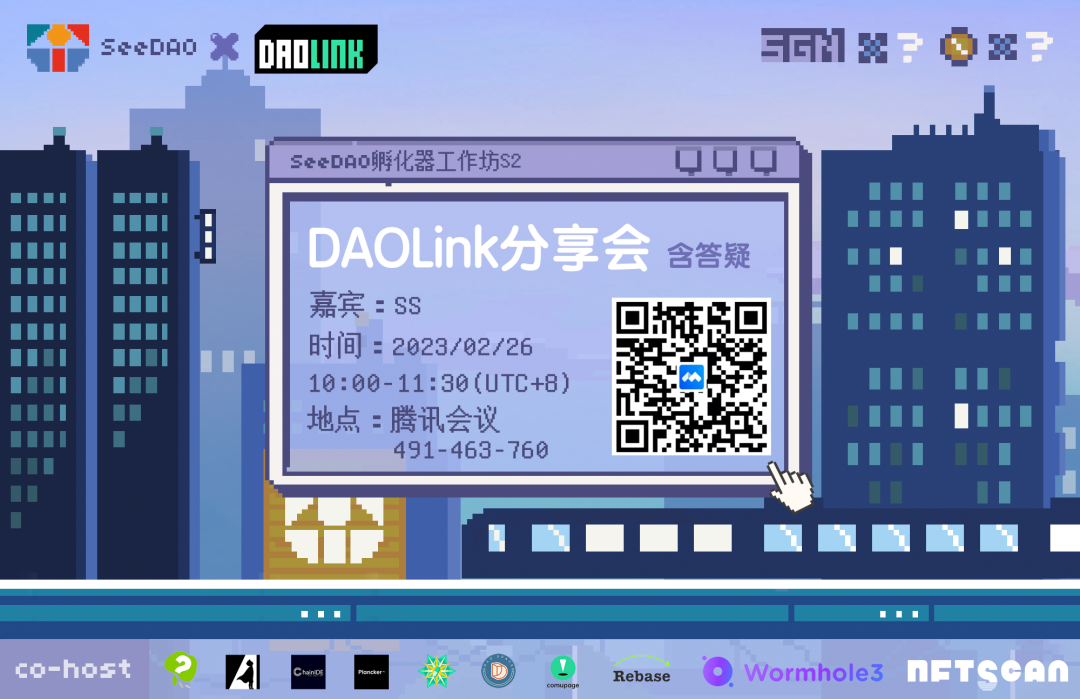 SeeDAO
DAOLINK
SGN ?
?
SeeDAO孵化器工作坊S2
DAOLink分享会 含答疑
嘉宾：SS
时间：2023/02/26
10:00-11:30(UTC+8)
地点：腾讯会议
491-463-760
co-host
ChainIDE
Plancker
comupage
Rebase
Wormhole3
NFTSCAN